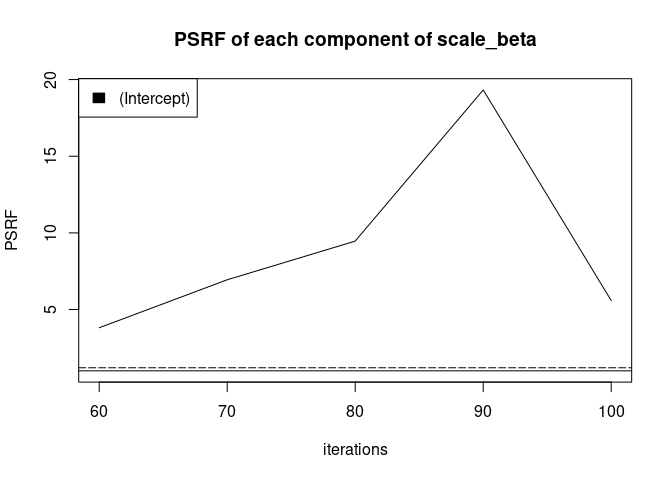 PSRF of each component of scale_beta
(Intercept)
PSRF
20
15
10
5
60 70 80 90 100
iterations